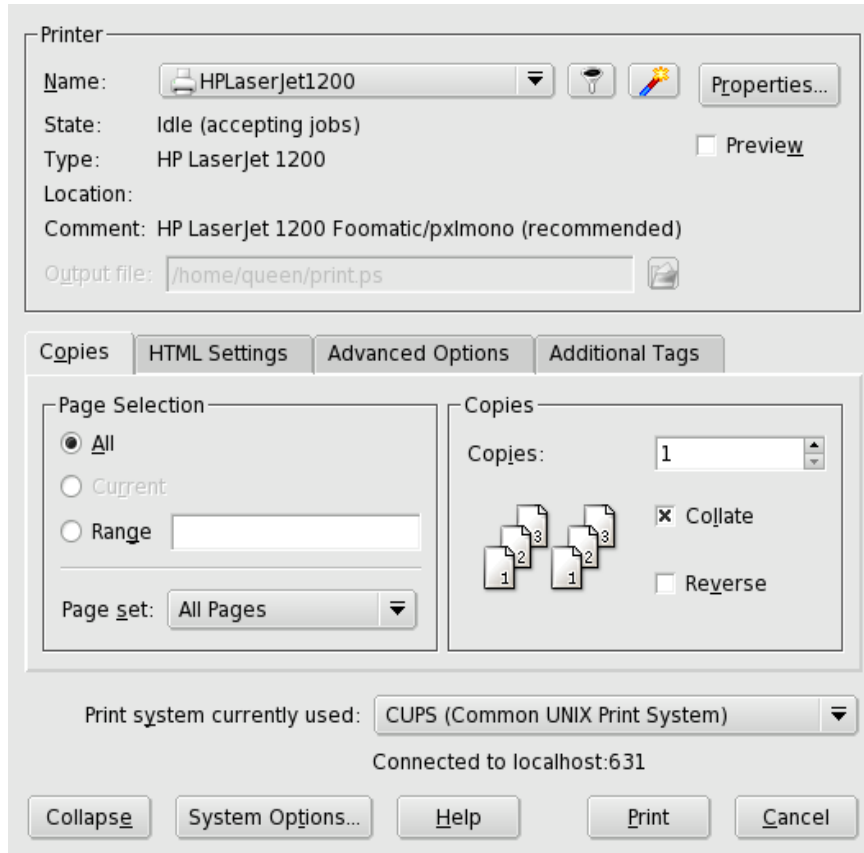 Printer
Name: HPLaserJet1200 Properties...
State: Idle (accepting jobs)
Preview
Type: HP LaserJet 1200
Location:
Comment: HP LaserJet 1200 Foomatic/pxlmono (recommended)
Output file: /home/queen/print.ps
Copies HTML Settings Advanced Options Additional Tags
Page Selection
All
Current
Range
Page set: All Pages
Copies
Copies: 1
1 2 3 1 2 3
Collate
Reverse
Print system currently used: CUPS (Common UNIX Print System)
Connected to localhost:631
Collapse System Options... Help Print Cancel